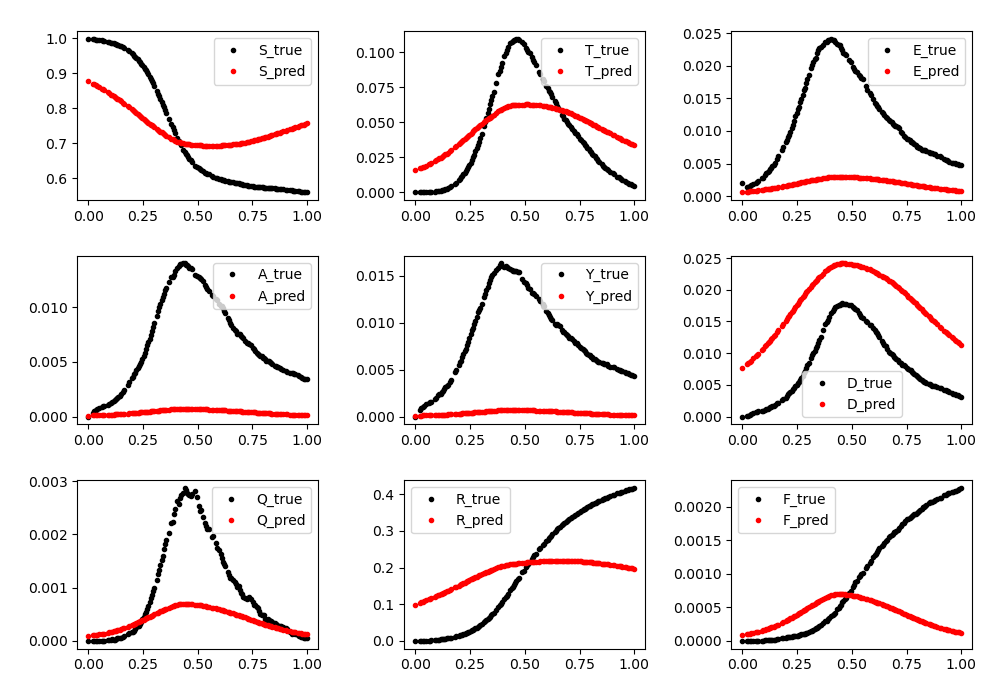 1.0
0.9
0.8
0.7
0.6
0.00 0.25 0.50 0.75 1.00
S_true
S_pred
0.100
0.075
0.050
0.025
0.000
0.00 0.25 0.50 0.75 1.00
T_true
T_pred
0.025
0.020
0.015
0.010
0.005
0.000
0.00 0.25 0.50 0.75 1.00
E_true
E_pred
0.010
0.005
0.000
0.00 0.25 0.50 0.75 1.00
A_true
A_pred
0.015
0.010
0.005
0.000
0.00 0.25 0.50 0.75 1.00
Y_true
Y_pred
0.025
0.020
0.015
0.010
0.005
0.000
0.00 0.25 0.50 0.75 1.00
D_true
D_pred
0.003
0.002
0.001
0.000
0.00 0.25 0.50 0.75 1.00
Q_true
Q_pred
0.4
0.3
0.2
0.1
0.0
0.00 0.25 0.50 0.75 1.00
R_true
R_pred
0.0020
0.0015
0.0010
0.0005
0.0000
0.00 0.25 0.50 0.75 1.00
F_true
F_pred